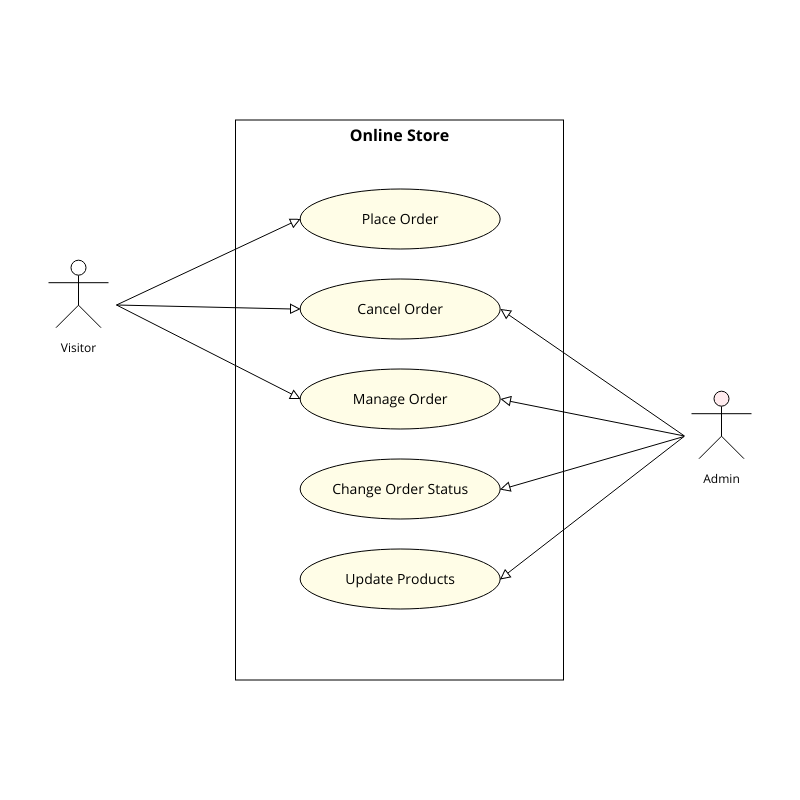 Online Store
Place Order
Cancel Order
Visitor
Manage Order
Admin
Change Order Status
Update Products